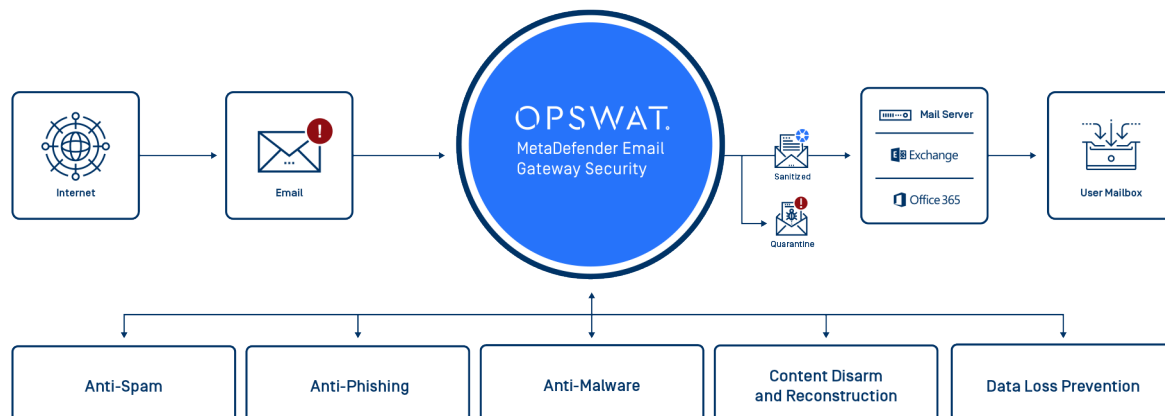 OPSWAT.
MetaDefender Email
Gateway Security
Internet
Email
Sanitized
Quarantine
Mail Server
Exchange
Office 365
User Mailbox
Anti-Spam
Anti-Phishing
Anti-Malware
Content Disarm
and Reconstruction
Data Loss Prevention